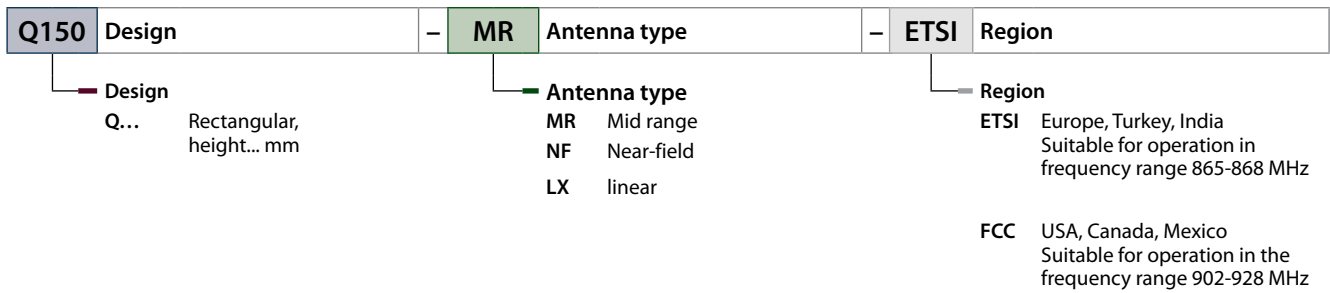 Q150 Design – MR Antenna type – ETSI Region
Design
Q… Rectangular,
height... mm
Antenna type
MR Mid range
NF Near-field
LX linear
Region
ETSI Europe, Turkey, India
Suitable for operation in
frequency range 865-868 MHz
FCC USA, Canada, Mexico
Suitable for operation in the
frequency range 902-928 MHz